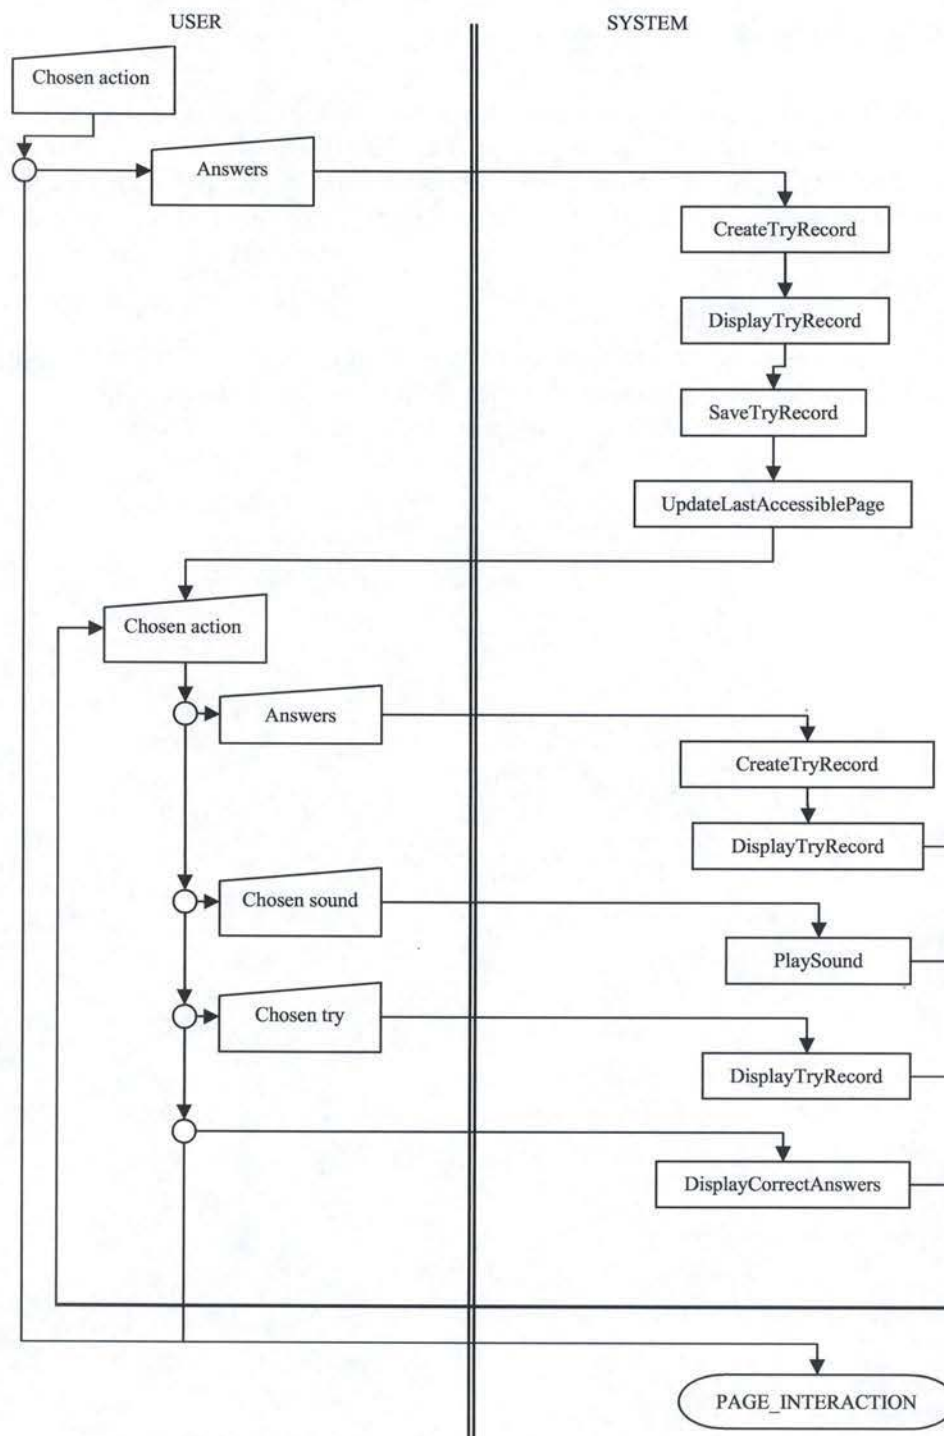 USER
SYSTEM
Chosen action
Answers
CreateTryRecord
DisplayTryRecord
SaveTryRecord
UpdateLastAccessiblePage
Chosen action
Answers
CreateTryRecord
DisplayTryRecord
Chosen sound
PlaySound
Chosen try
DisplayTryRecord
DisplayCorrectAnswers
PAGE_INTERACTION